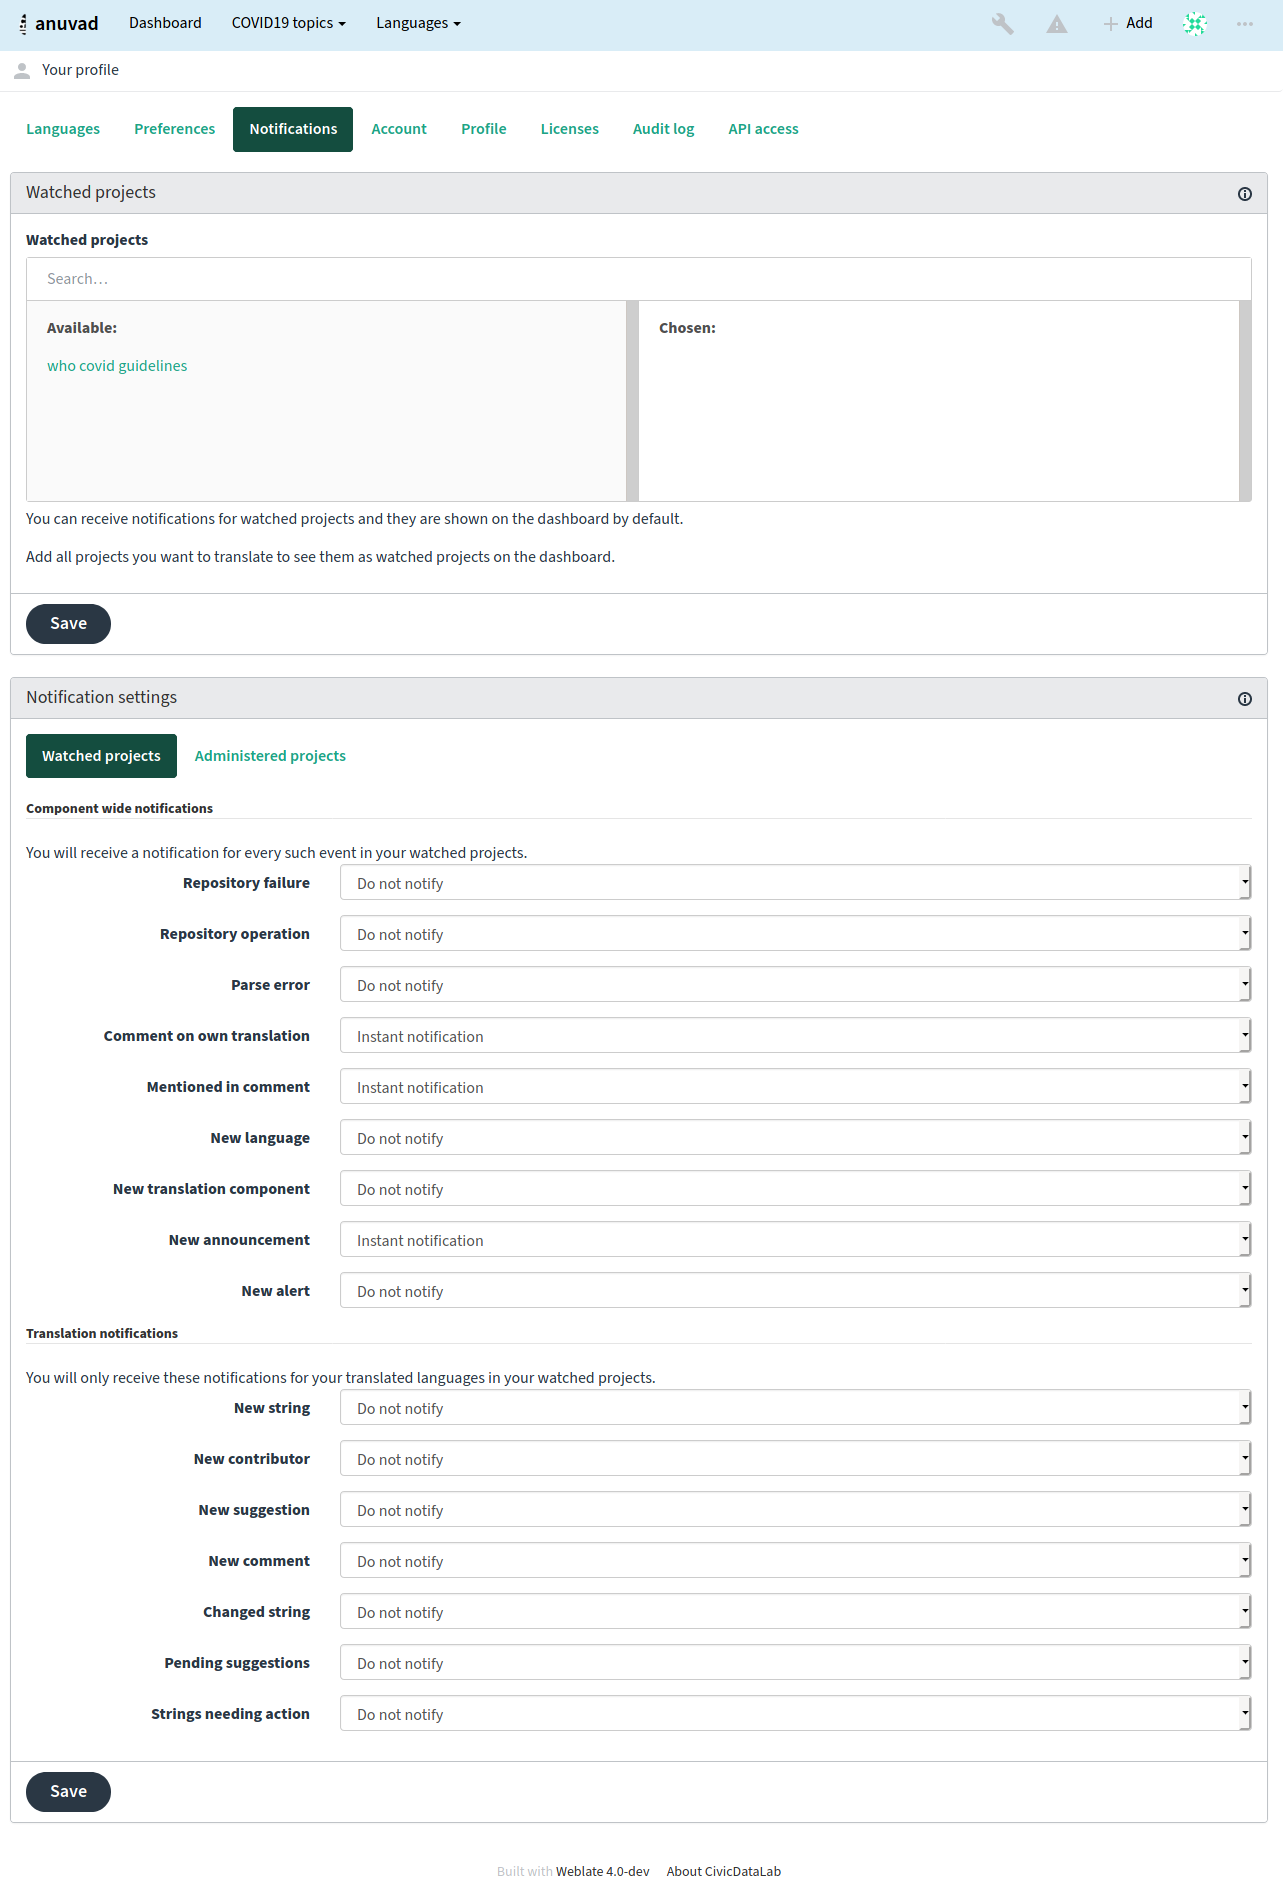 anuvad Dashboard COVID19 topics Languages Add
Your profile
Languages Preferences Notifications Account Profile Licenses Audit log API access
Watched projects
Watched projects
Search…
Available: Chosen:
who covid guidelines
You can receive notifications for watched projects and they are shown on the dashboard by default.
Add all projects you want to translate to see them as watched projects on the dashboard.
Save
Notification settings
Watched projects Administered projects
Component wide notifications
You will receive a notification for every such event in your watched projects.
Repository failure Do not notify
Repository operation Do not notify
Parse error Do not notify
Comment on own translation Instant notification
Mentioned in comment Instant notification
New language Do not notify
New translation component Do not notify
New announcement Instant notification
New alert Do not notify
Translation notifications
You will only receive these notifications for your translated languages in your watched projects.
New string Do not notify
New contributor Do not notify
New suggestion Do not notify
New comment Do not notify
Changed string Do not notify
Pending suggestions Do not notify
Strings needing action Do not notify
Save
Built with Weblate 4.0-dev About CivicDataLab